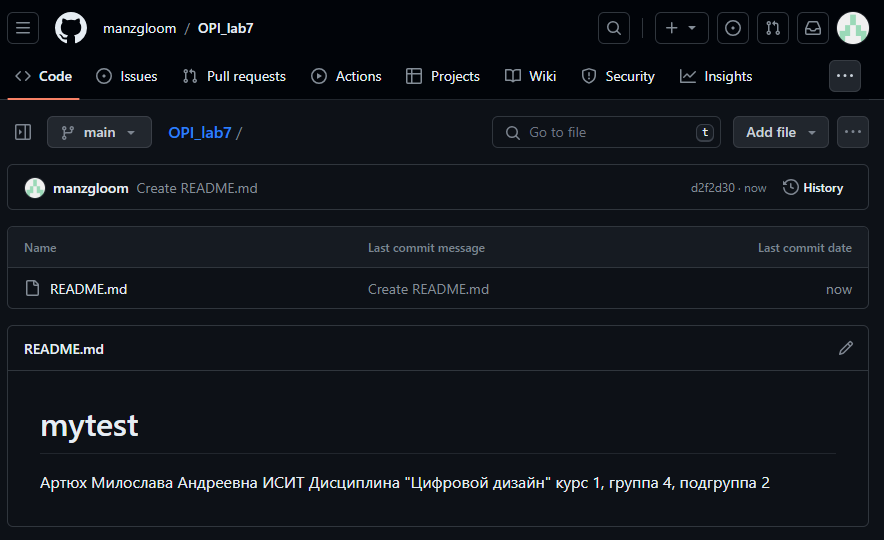 manzgloom / OPI_lab7
Code Issues Pull requests Actions Projects Wiki Security Insights
main OPI_lab7 / Go to file t Add file
manzgloom Create README.md d2f2d30 · now History
Name Last commit message Last commit date
README.md Create README.md now
README.md
mytest
Артюх Милослава Андреевна ИСИТ Дисциплина "Цифровой дизайн" курс 1, группа 4, подгруппа 2